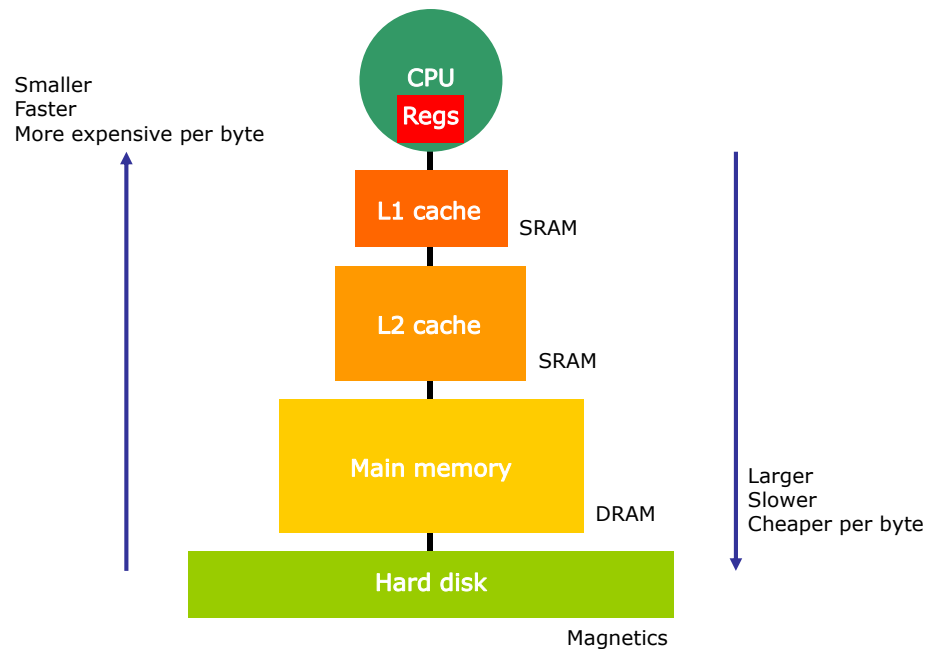 CPU
Regs
Smaller
Faster
More expensive per byte
L1 cache
SRAM
L2 cache
SRAM
Main memory
DRAM
Larger
Slower
Cheaper per byte
Hard disk
Magnetics